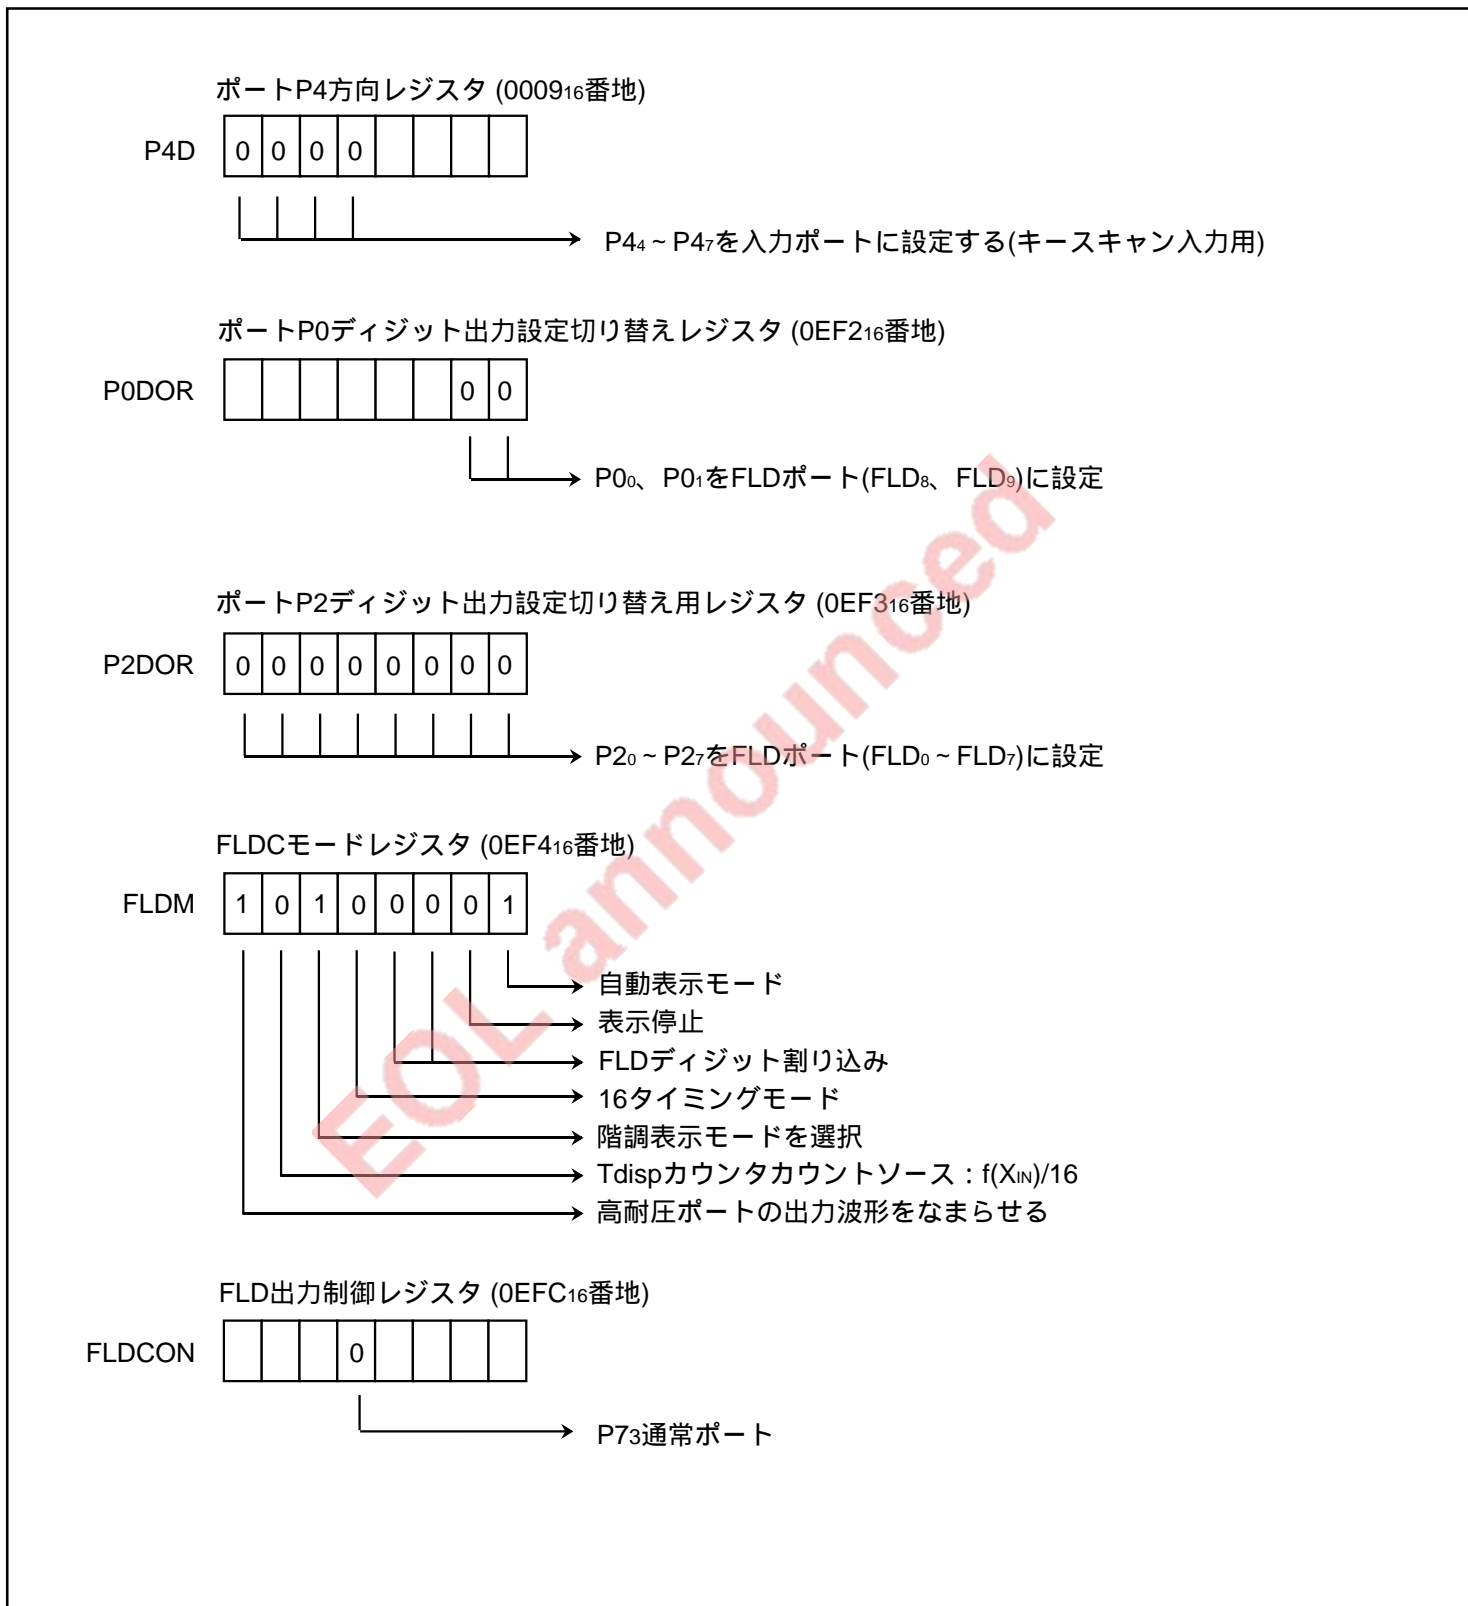 ポートP4方向レジスタ (000916番地)
P4D 0 0 0 0
P44 ~ P47を入力ポートに設定する(キースキャン入力用)
ポートP0ディジット出力設定切り替えレジスタ (0EF216番地)
P0DOR 0 0
P00、P01をFLDポート(FLD8、FLD9)に設定
ポートP2ディジット出力設定切り替え用レジスタ (0EF316番地)
P2DOR 0 0 0 0 0 0 0 0
P20 ~ P27をFLDポート(FLD0 ~ FLD7)に設定
FLDCモードレジスタ (0EF416番地)
FLDM 1 0 1 0 0 0 0 1
自動表示モード
表示停止
FLDディジット割り込み
16タイミングモード
階調表示モードを選択
Tdispカウンタカウントソース：f(XIN)/16
高耐圧ポートの出力波形をなまらせる
FLD出力制御レジスタ (0EFC16番地)
FLDCON 0
P73通常ポート
EOL announced